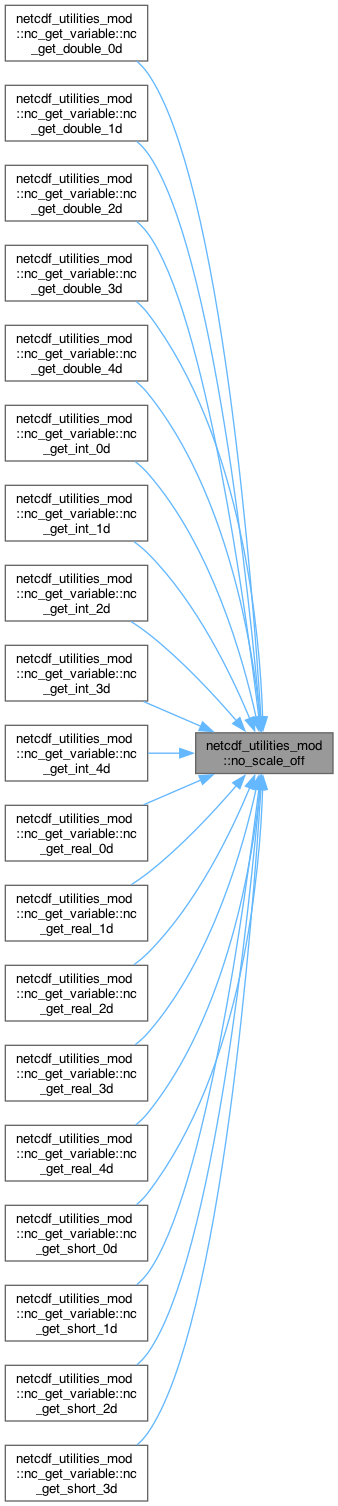 netcdf_utilities_mod
::nc_get_variable::nc
_get_double_0d
netcdf_utilities_mod
::nc_get_variable::nc
_get_double_1d
netcdf_utilities_mod
::nc_get_variable::nc
_get_double_2d
netcdf_utilities_mod
::nc_get_variable::nc
_get_double_3d
netcdf_utilities_mod
::nc_get_variable::nc
_get_double_4d
netcdf_utilities_mod
::nc_get_variable::nc
_get_int_0d
netcdf_utilities_mod
::nc_get_variable::nc
_get_int_1d
netcdf_utilities_mod
::nc_get_variable::nc
_get_int_2d
netcdf_utilities_mod
::nc_get_variable::nc
_get_int_3d
netcdf_utilities_mod
::nc_get_variable::nc
_get_int_4d
netcdf_utilities_mod
::no_scale_off
netcdf_utilities_mod
::nc_get_variable::nc
_get_real_0d
netcdf_utilities_mod
::nc_get_variable::nc
_get_real_1d
netcdf_utilities_mod
::nc_get_variable::nc
_get_real_2d
netcdf_utilities_mod
::nc_get_variable::nc
_get_real_3d
netcdf_utilities_mod
::nc_get_variable::nc
_get_real_4d
netcdf_utilities_mod
::nc_get_variable::nc
_get_short_0d
netcdf_utilities_mod
::nc_get_variable::nc
_get_short_1d
netcdf_utilities_mod
::nc_get_variable::nc
_get_short_2d
netcdf_utilities_mod
::nc_get_variable::nc
_get_short_3d